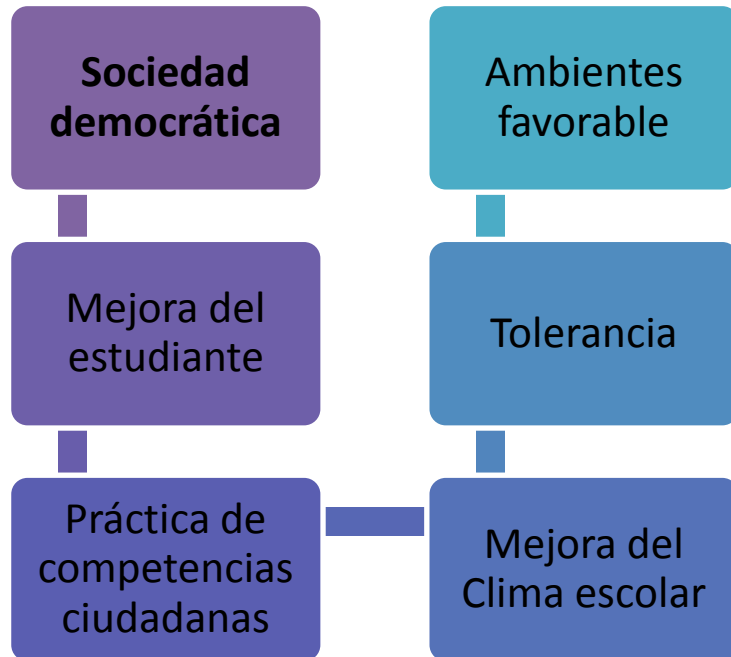 Sociedad
democrática
Mejora del
estudiante
Práctica de
competencias
ciudadanas
Mejora del
Clima escolar
Tolerancia
Ambientes
favorable